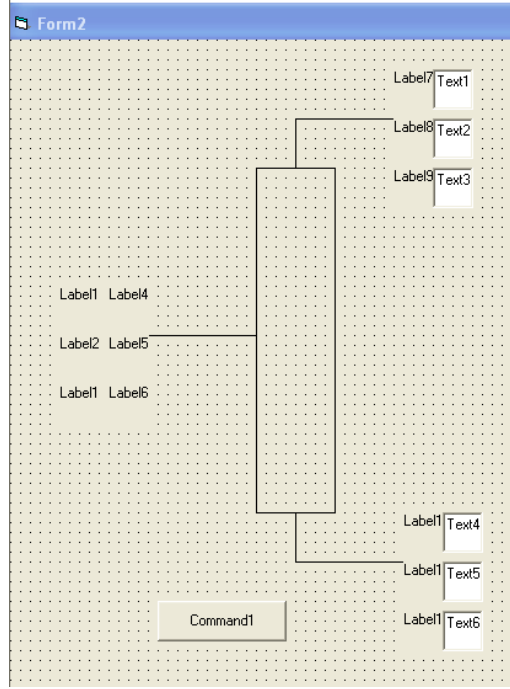 Form2
Label7 Text1
Label8 Text2
Label9 Text3
Label1 Label4
Label2 Label5
Label1 Label6
Label1 Text4
Label1 Text5
Command1
Label1 Text6